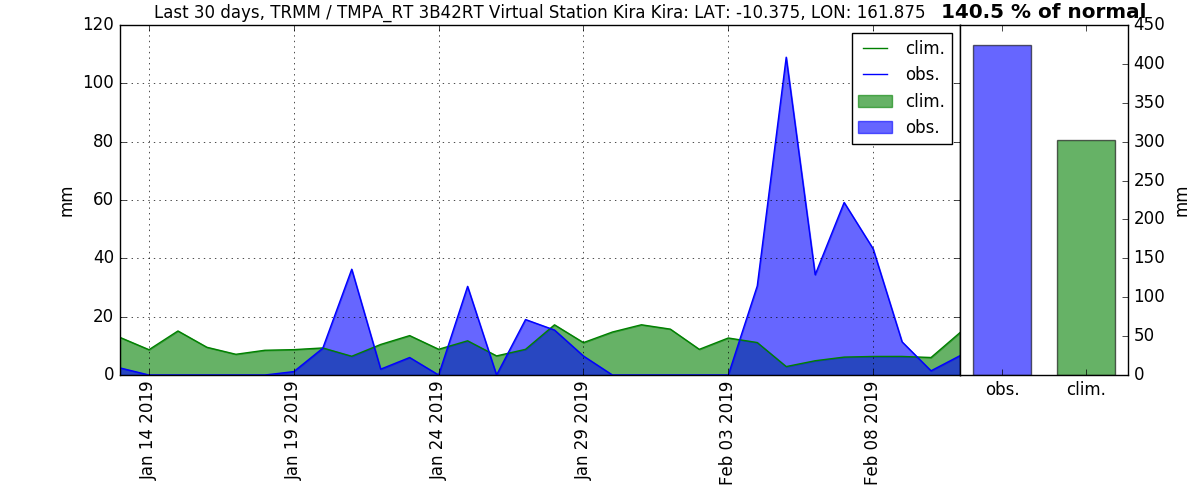 Last 30 days, TRMM / TMPA_RT 3B42RT Virtual Station Kira Kira: LAT: -10.375, LON: 161.875 140.5 % of normal
120
100
80
60
40
20
0
mm
clim.
obs.
clim.
obs.
Jan 14 2019
Jan 19 2019
Jan 24 2019
Jan 29 2019
Feb 03 2019
Feb 08 2019
450
400
350
300
250
200
150
100
50
0
mm
obs. clim.